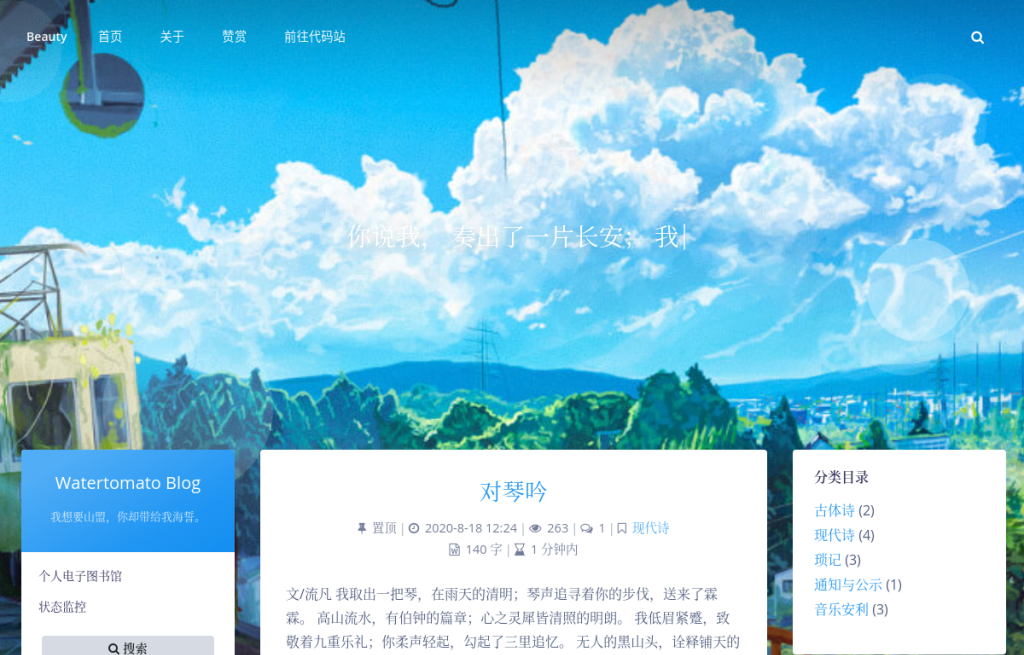 Beauty 首页 关于 赞赏 前往代码站
你说我， 奏出了一片长安； 我|
Watertomato Blog
我想要山盟，你却带给我海誓。
个人电子图书馆
状态监控
搜索
对琴吟
置顶 | 2020-8-18 12:24 | 263 | 1 | 现代诗
140 字 | 1 分钟内
文/流凡 我取出一把琴，在雨天的清明；琴声追寻着你的步伐，送来了霖
霖。 高山流水，有伯钟的篇章；心之灵犀皆清照的明朗。 我低眉紧蹙，致
敬着九重乐礼；你柔声轻起，勾起了三里追忆。 无人的黑山头，诠释铺天的
分类目录
古体诗 (2)
现代诗 (4)
琐记 (3)
通知与公示 (1)
音乐安利 (3)